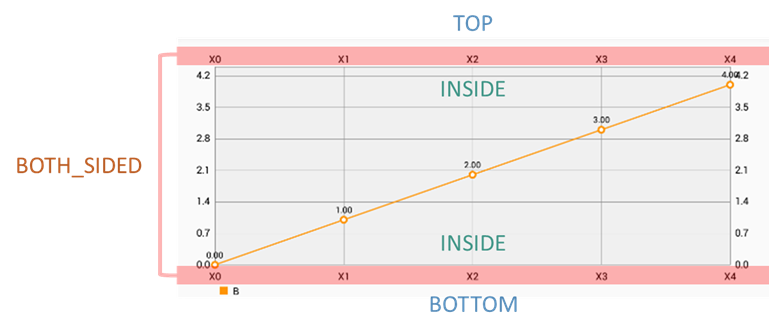 TOP
X0 X1 X2 X3 X4
4.2 4.00 4.2
INSIDE
3.5 3.5
3.00
2.8 2.8
BOTH_SIDED
2.1 2.00 2.1
1.4 1.4
1.00
0.7 INSIDE 0.7
0.00
0.0 0.0
X0 X1 X2 X3 X4
B
BOTTOM